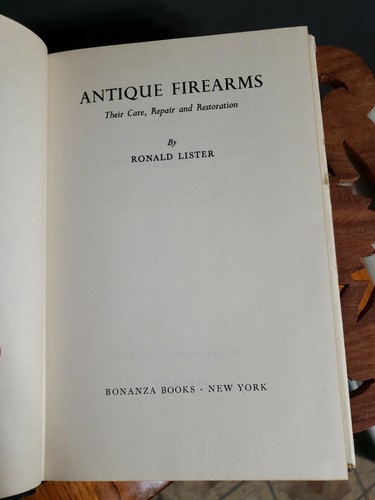 ANTIQUE FIREARMS
Their Care, Repair and Restoration
By
RONALD LISTER
BONANZA BOOKS · NEW YORK